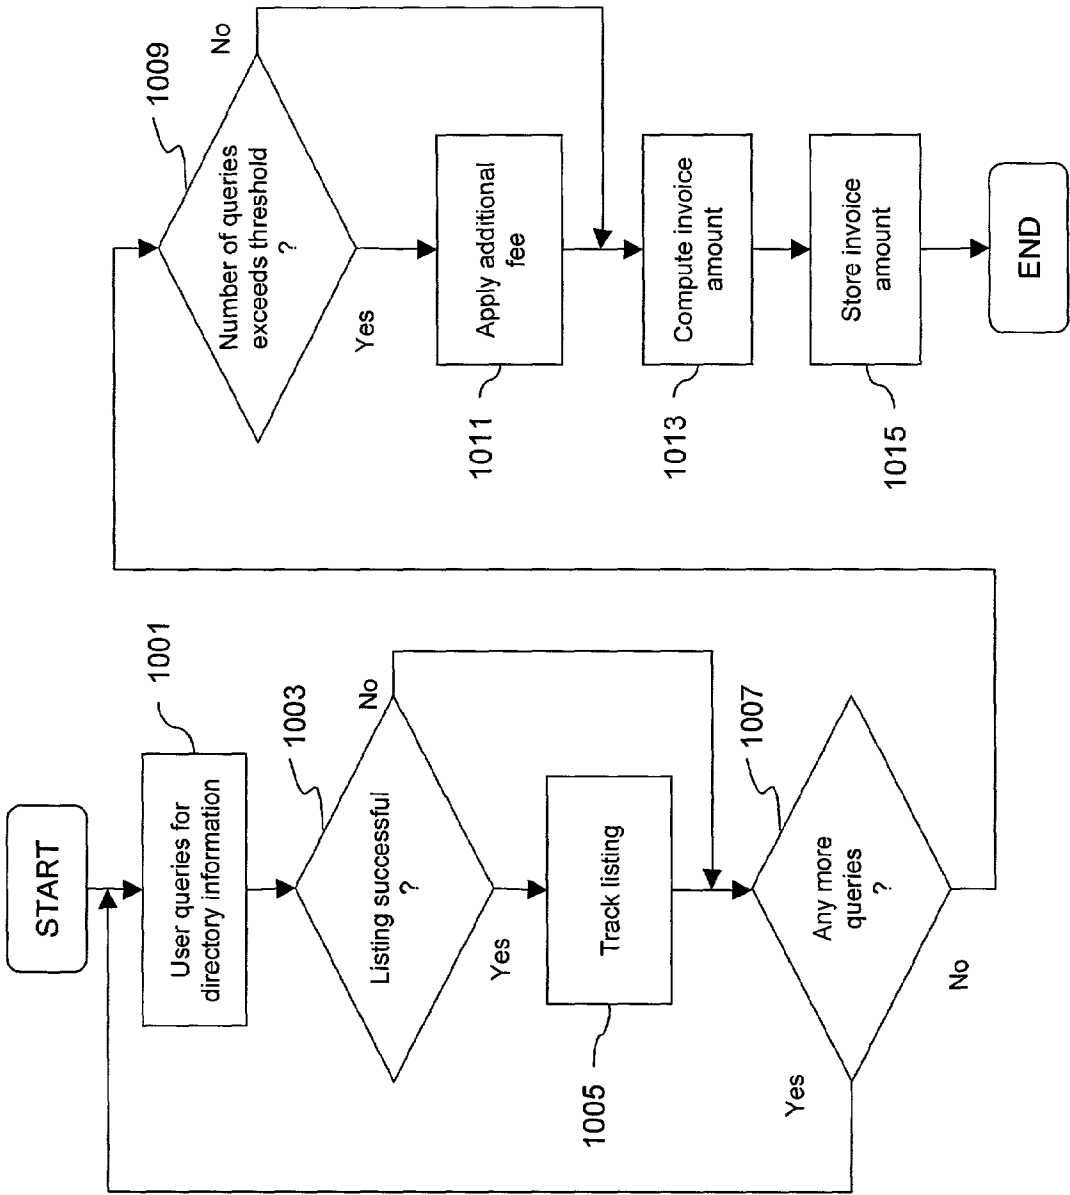 START
User queries for
directory information
1001
Listing successful
?
1003
No
Yes
Track listing
1005
Any more
queries
?
1007
Yes
No
Number of queries
exceeds threshold
?
1009
No
Yes
Apply additional
fee
1011
Compute invoice
amount
1013
Store invoice
amount
1015
END